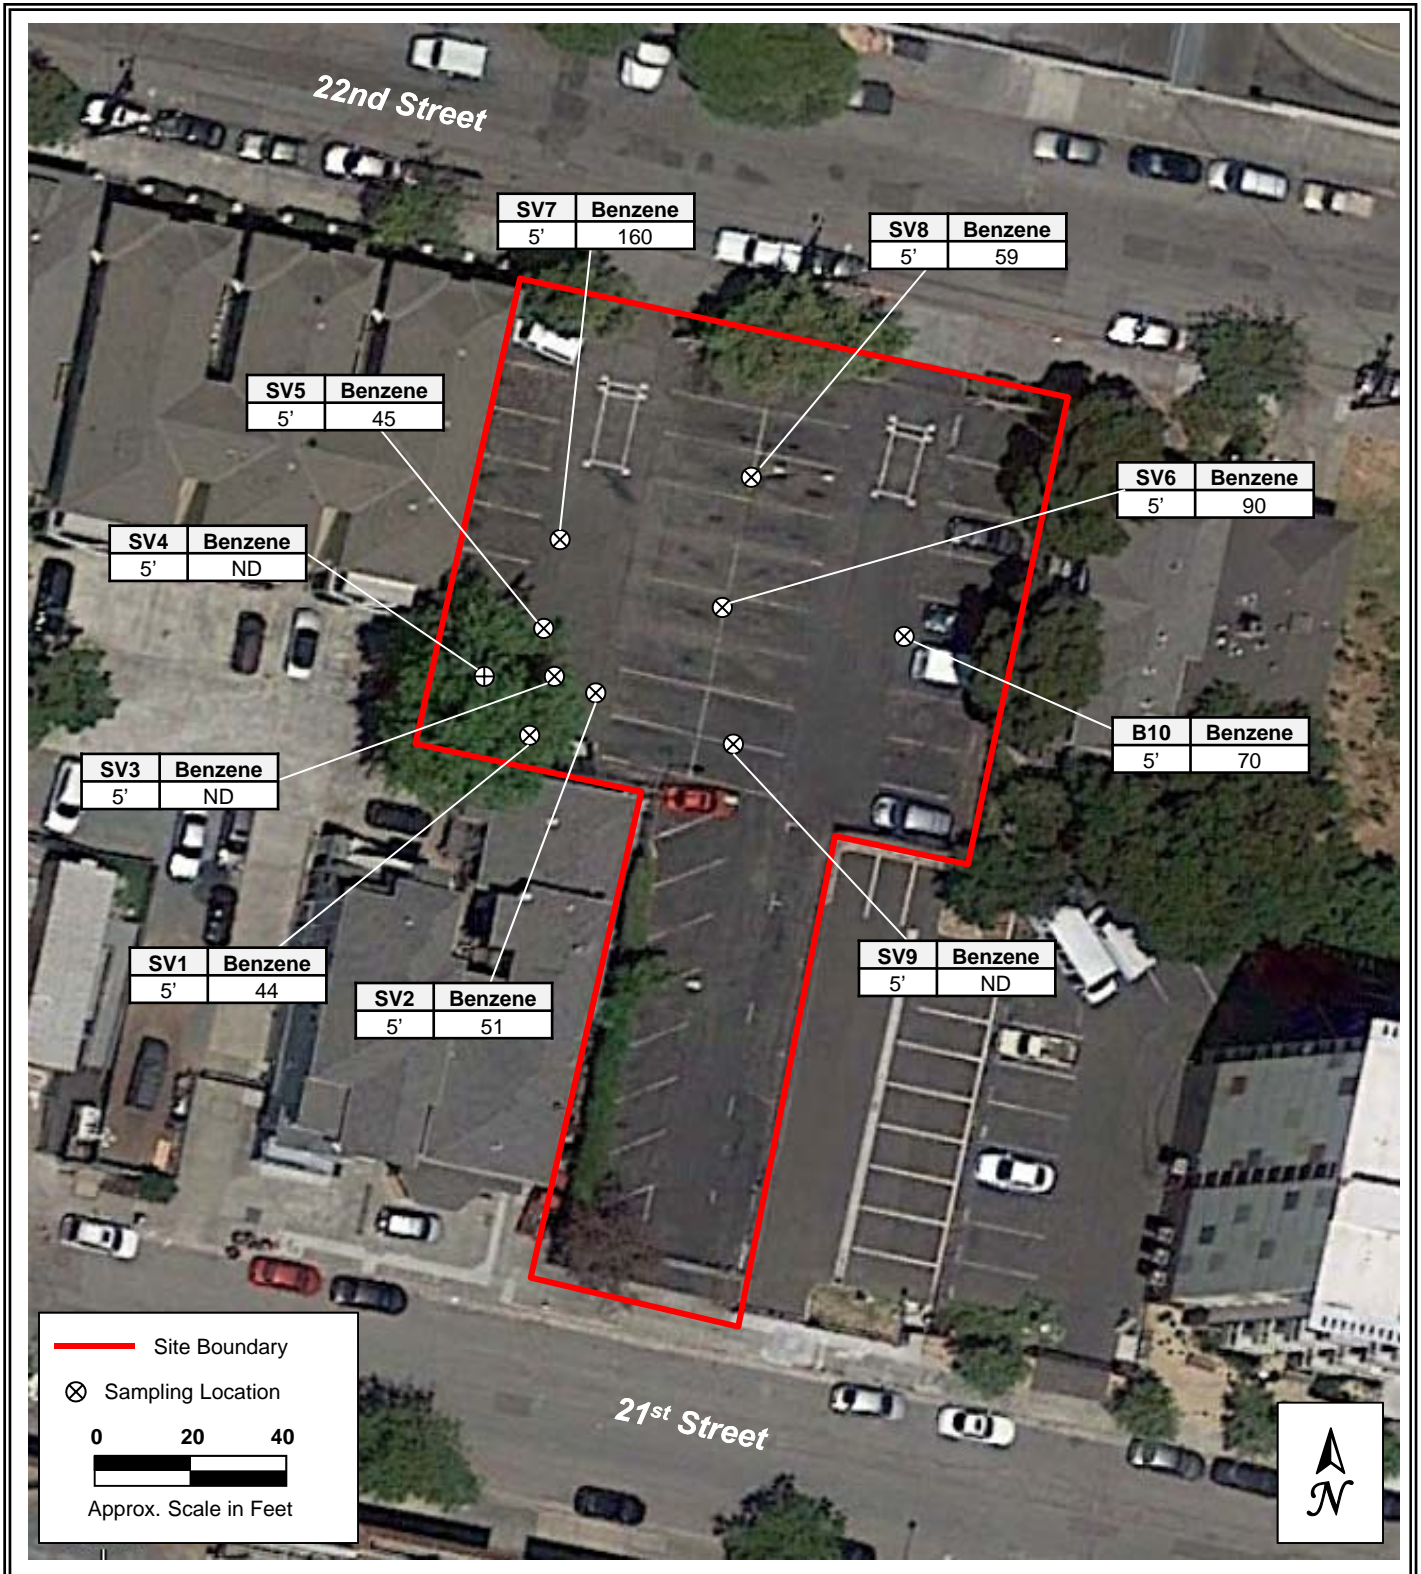 22nd Street
SV7 Benzene
5' 160
SV8 Benzene
5' 59
SV5 Benzene
5' 45
SV6 Benzene
5' 90
SV4 Benzene
5' ND
B10 Benzene
5' 70
SV3 Benzene
5' ND
SV1 Benzene
5' 44
SV2 Benzene
5' 51
SV9 Benzene
5' ND
21st Street
Site Boundary
Sampling Location
0 20 40
Approx. Scale in Feet
N